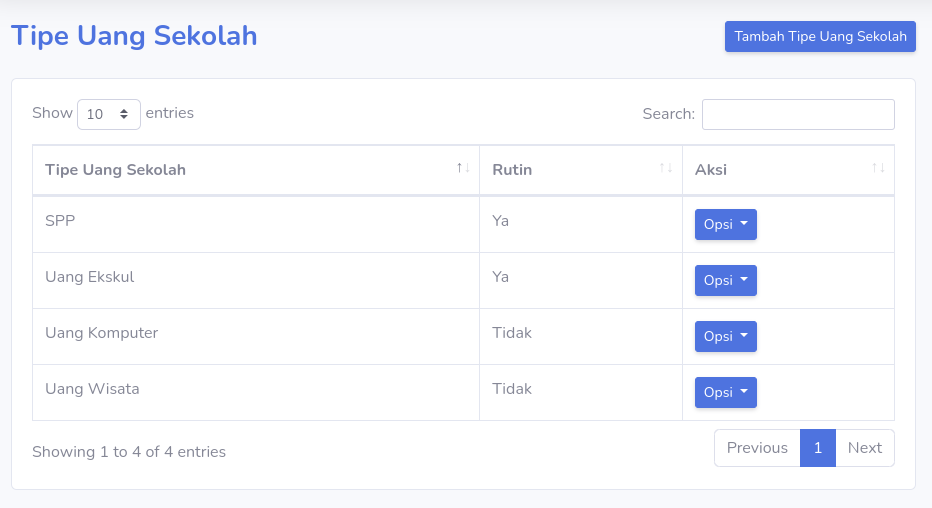 Tipe Uang Sekolah
Tambah Tipe Uang Sekolah
Show 10 entries
Search:
Tipe Uang Sekolah Rutin Aksi
SPP Ya Opsi
Uang Ekskul Ya Opsi
Uang Komputer Tidak Opsi
Uang Wisata Tidak Opsi
Showing 1 to 4 of 4 entries
Previous 1 Next